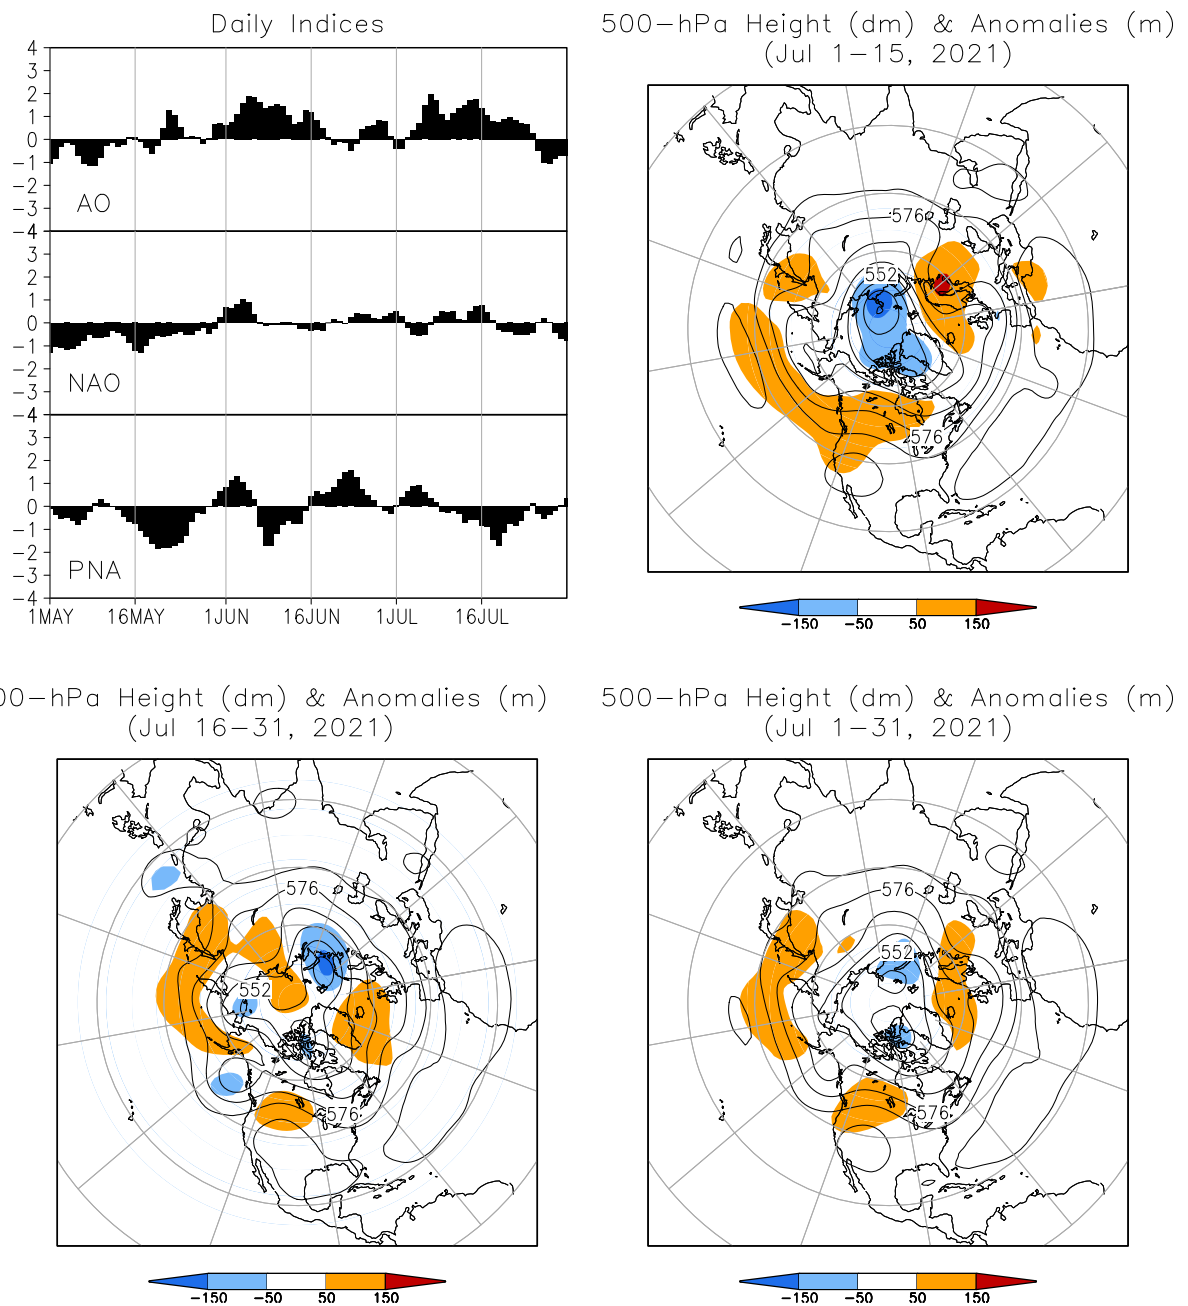 Daily Indices
4
3
2
1
0
-1
-2
-3
AO
-4
3
2
1
0
-1
-2
-3
NAO
-4
3
2
1
0
-1
-2
-3
-4
PNA
1MAY 16MAY 1JUN 16JUN 1JUL 16JUL
500-hPa Height (dm) & Anomalies (m)
(Jul 1-15, 2021)
576
552
576
-150 -50 50 150
00-hPa Height (dm) & Anomalies (m)
(Jul 16-31, 2021)
576
552
576
-150 -50 50 150
500-hPa Height (dm) & Anomalies (m)
(Jul 1-31, 2021)
576
552
576
-150 -50 50 150